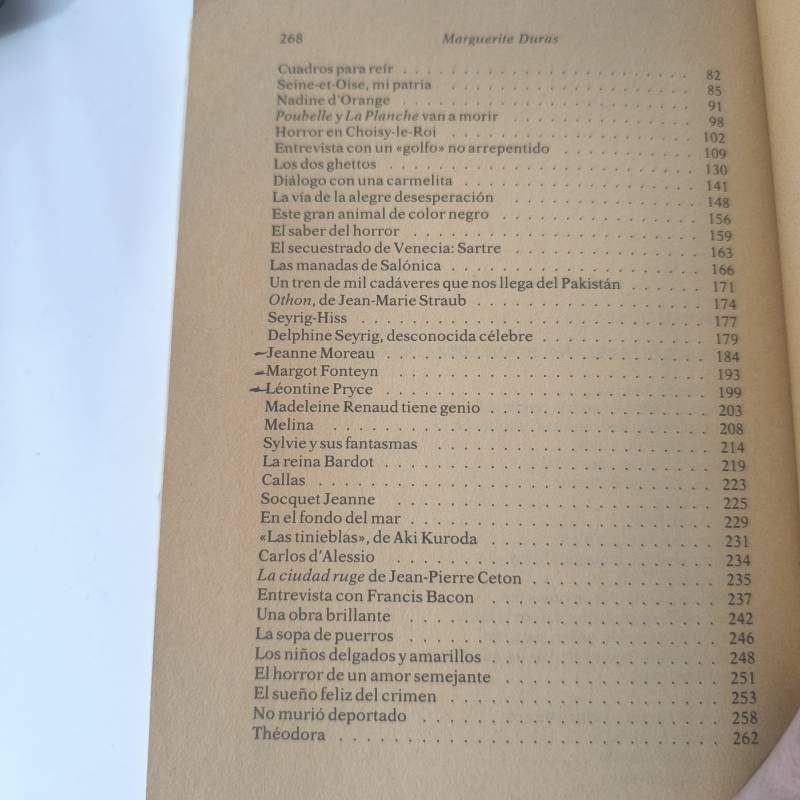 268 Marguerite Duras
Cuadros para reír . . . . . . . . . . . . . . . . . . . . . . 82
Seine-et-Oise, mi patria . . . . . . . . . . . . . . . . . . 85
Nadine d'Orange . . . . . . . . . . . . . . . . . . . . . . 91
Poubelle y La Planche van a morir . . . . . . . . . . . . 98
Horror en Choisy-le-Roi . . . . . . . . . . . . . . . . . . 102
Entrevista con un «golfo» no arrepentido . . . . . . . . 109
Los dos ghettos . . . . . . . . . . . . . . . . . . . . . . 130
Diálogo con una carmelita . . . . . . . . . . . . . . . . . 141
La vía de la alegre desesperación . . . . . . . . . . . . . 148
Este gran animal de color negro . . . . . . . . . . . . . . 156
El saber del horror . . . . . . . . . . . . . . . . . . . . 159
El secuestrado de Venecia: Sartre . . . . . . . . . . . . . 163
Las manadas de Salónica . . . . . . . . . . . . . . . . . . 166
Un tren de mil cadáveres que nos llega del Pakistán . . . . . 171
Othon, de Jean-Marie Straub . . . . . . . . . . . . . . . . 174
Seyrig-Hiss . . . . . . . . . . . . . . . . . . . . . . . . 177
Delphine Seyrig, desconocida célebre . . . . . . . . . . . 179
Jeanne Moreau . . . . . . . . . . . . . . . . . . . . . . . 184
Margot Fonteyn . . . . . . . . . . . . . . . . . . . . . . 193
Léontine Pryce . . . . . . . . . . . . . . . . . . . . . . 199
Madeleine Renaud tiene genio . . . . . . . . . . . . . . . 203
Melina . . . . . . . . . . . . . . . . . . . . . . . . . . 208
Sylvie y sus fantasmas . . . . . . . . . . . . . . . . . . 214
La reina Bardot . . . . . . . . . . . . . . . . . . . . . . 219
Callas . . . . . . . . . . . . . . . . . . . . . . . . . . 223
Socquet Jeanne . . . . . . . . . . . . . . . . . . . . . . 225
En el fondo del mar . . . . . . . . . . . . . . . . . . . . 229
«Las tinieblas», de Aki Kuroda . . . . . . . . . . . . . . 231
Carlos d'Alessio . . . . . . . . . . . . . . . . . . . . . 234
La ciudad ruge de Jean-Pierre Ceton . . . . . . . . . . . . 235
Entrevista con Francis Bacon . . . . . . . . . . . . . . . 237
Una obra brillante . . . . . . . . . . . . . . . . . . . . 242
La sopa de puerros . . . . . . . . . . . . . . . . . . . . 246
Los niños delgados y amarillos . . . . . . . . . . . . . . 248
El horror de un amor semejante . . . . . . . . . . . . . . 251
El sueño feliz del crimen . . . . . . . . . . . . . . . . . 253
No murió deportado . . . . . . . . . . . . . . . . . . . . 258
Théodora . . . . . . . . . . . . . . . . . . . . . . . . . 262